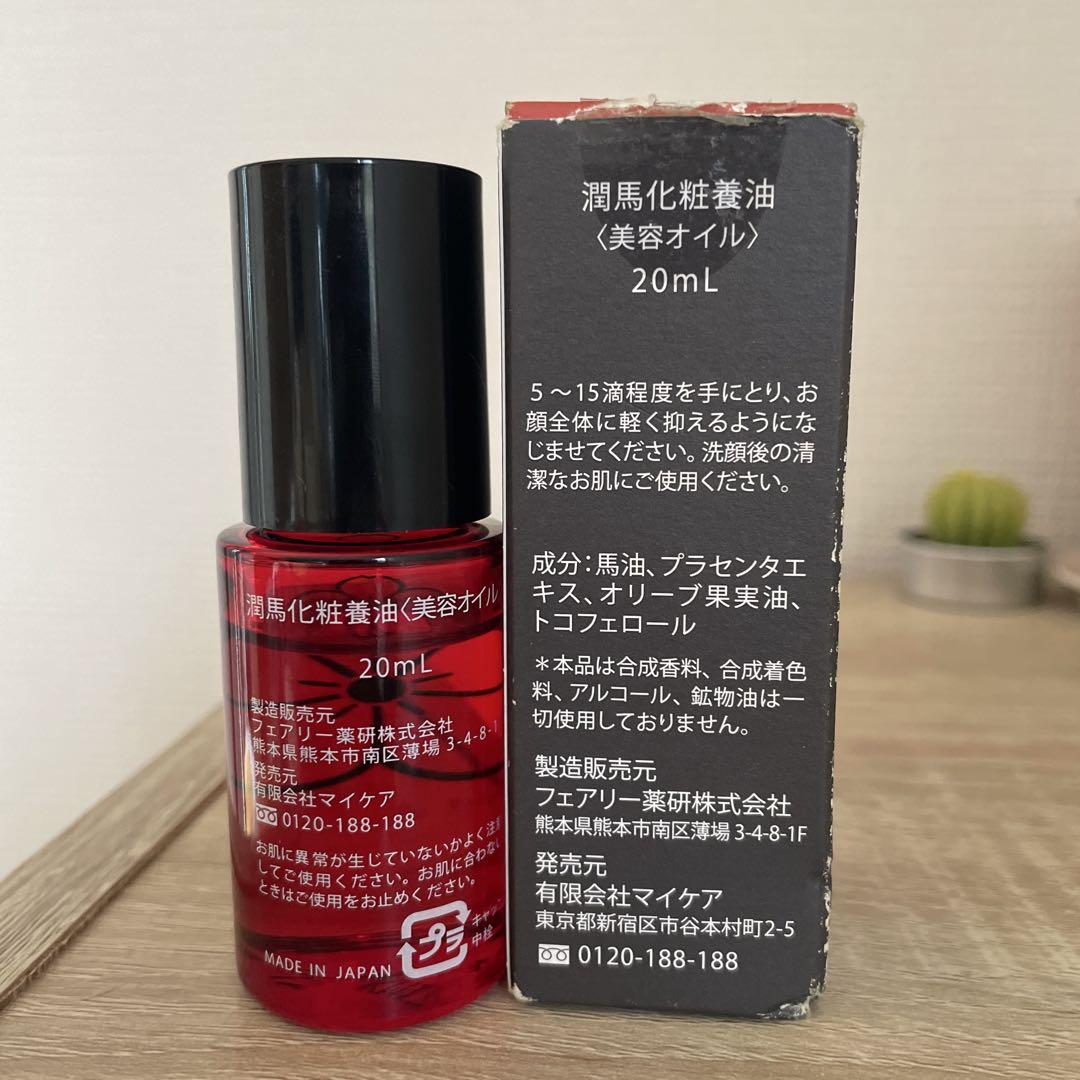 潤馬化粧養油〈美容オイル
20mL
製造販売元
フェアリー薬研株式会社
熊本県熊本市南区薄場 3-4-8-1
発売元
有限会社マイケア
0120-188-188
お肌に異常が生じていないかよく注
してご使用ください。お肌に合わない
ときはご使用をお止めください。
プラ
キャッ
中栓
MADE IN JAPAN
潤馬化粧養油
〈美容オイル〉
20mL
5～15滴程度を手にとり、お
顔全体に軽く抑えるようにな
じませてください。洗顔後の清
潔なお肌にご使用ください。
成分：馬油、プラセンタエ
キス、オリーブ果実油、
トコフェロール
＊本品は合成香料、合成着色
料、アルコール、鉱物油は一
切使用しておりません。
製造販売元
フェアリー薬研株式会社
熊本県熊本市南区薄場 3-4-8-1F
発売元
有限会社マイケア
東京都新宿区市谷本村町2-5
0120-188-188